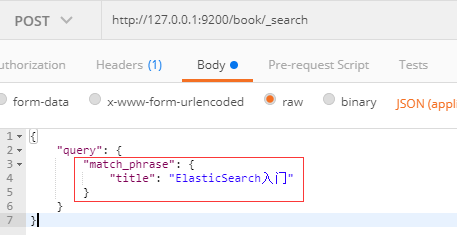 POST http://127.0.0.1:9200/book/_search
uthorization Headers (1) Body Pre-request Script Tests
form-data x-www-form-urlencoded raw binary JSON (appli
1 {
2 "query": {
3 "match_phrase": {
4 "title": "ElasticSearch入门"
5 }
6 }
7 }